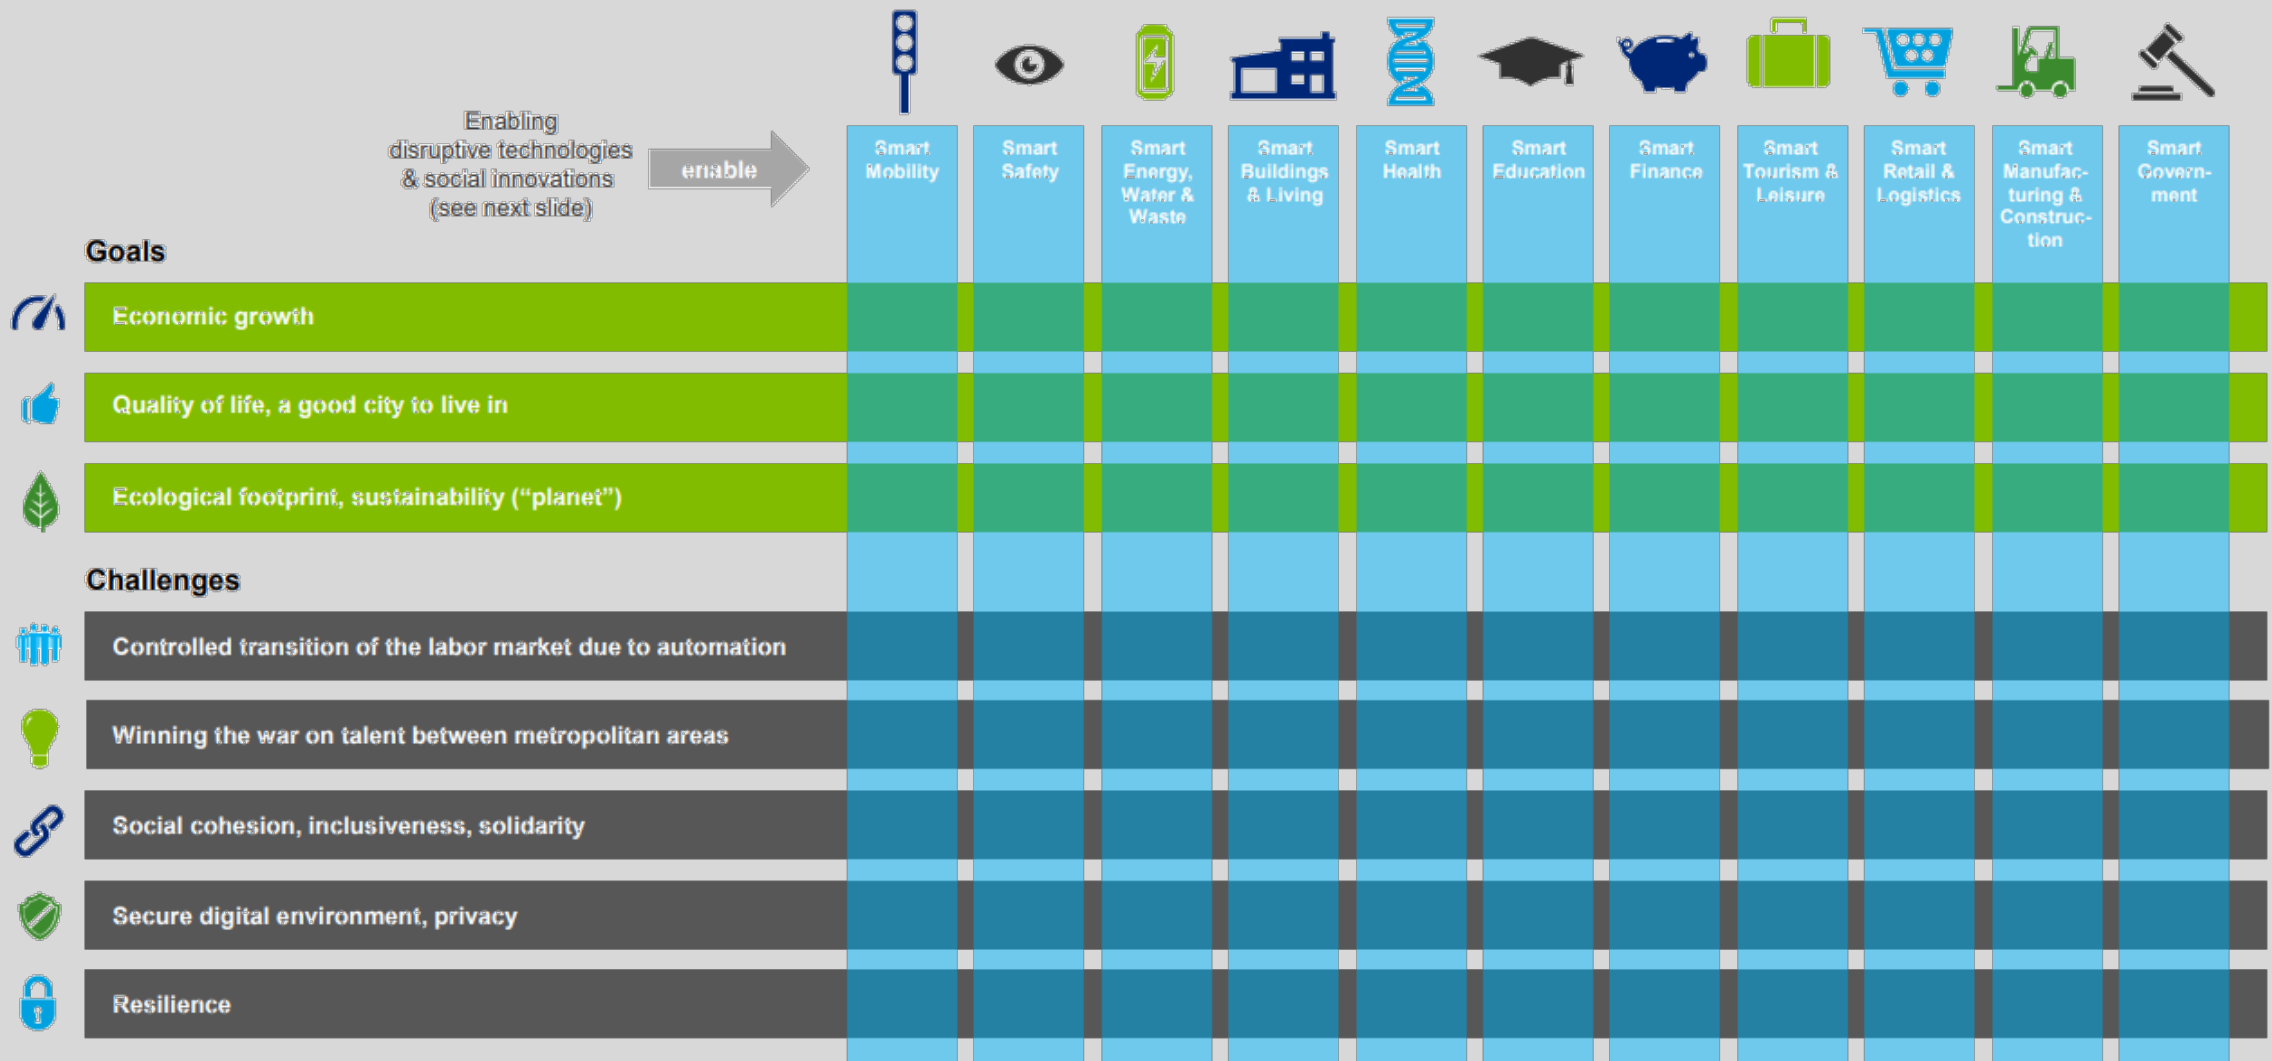 Enabling
disruptive technologies
& social innovations
(see next slide)
enable
Smart
Mobility
Smart
Safety
Smart
Energy,
Water &
Waste
Smart
Buildings
& Living
Smart
Health
Smart
Education
Smart
Finance
Smart
Tourism &
Leisure
Smart
Retail &
Logistics
Smart
Manufac-
turing &
Construc-
tion
Smart
Govern-
ment
Goals
Economic growth
Quality of life, a good city to live in
Ecological footprint, sustainability (“planet”)
Challenges
Controlled transition of the labor market due to automation
Winning the war on talent between metropolitan areas
Social cohesion, inclusiveness, solidarity
Secure digital environment, privacy
Resilience